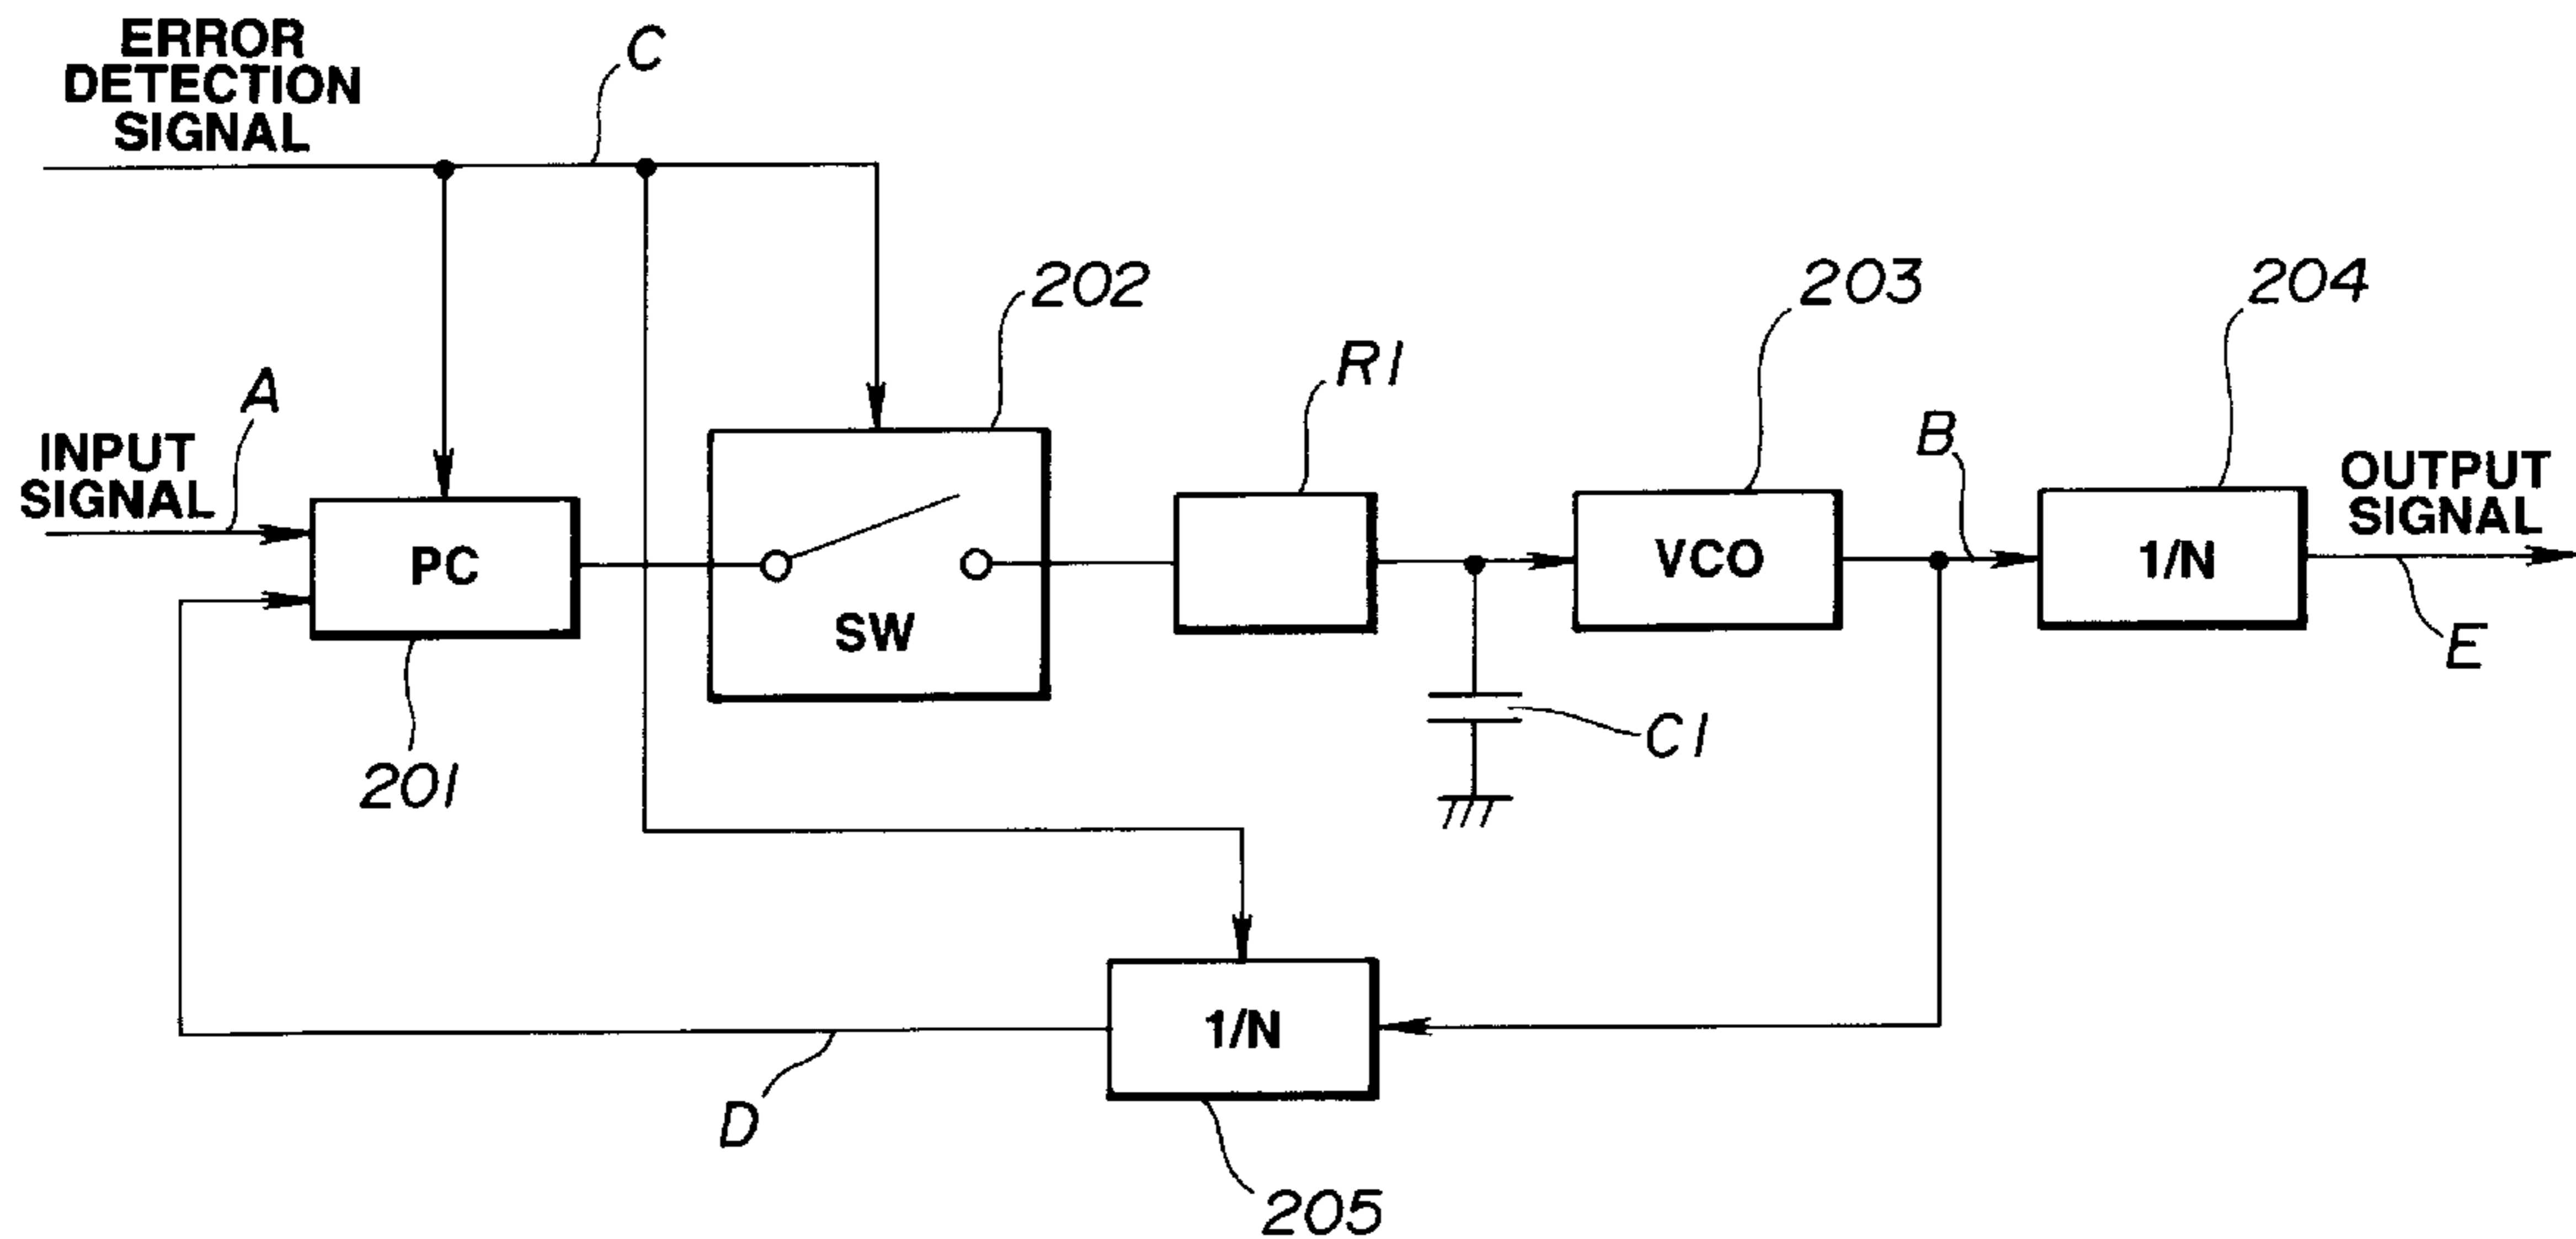 ERROR
DETECTION
SIGNAL
C
202
203
204
R1
A
INPUT
SIGNAL
B
OUTPUT
SIGNAL
PC
VCO
1/N
SW
E
C1
201
1/N
D
205